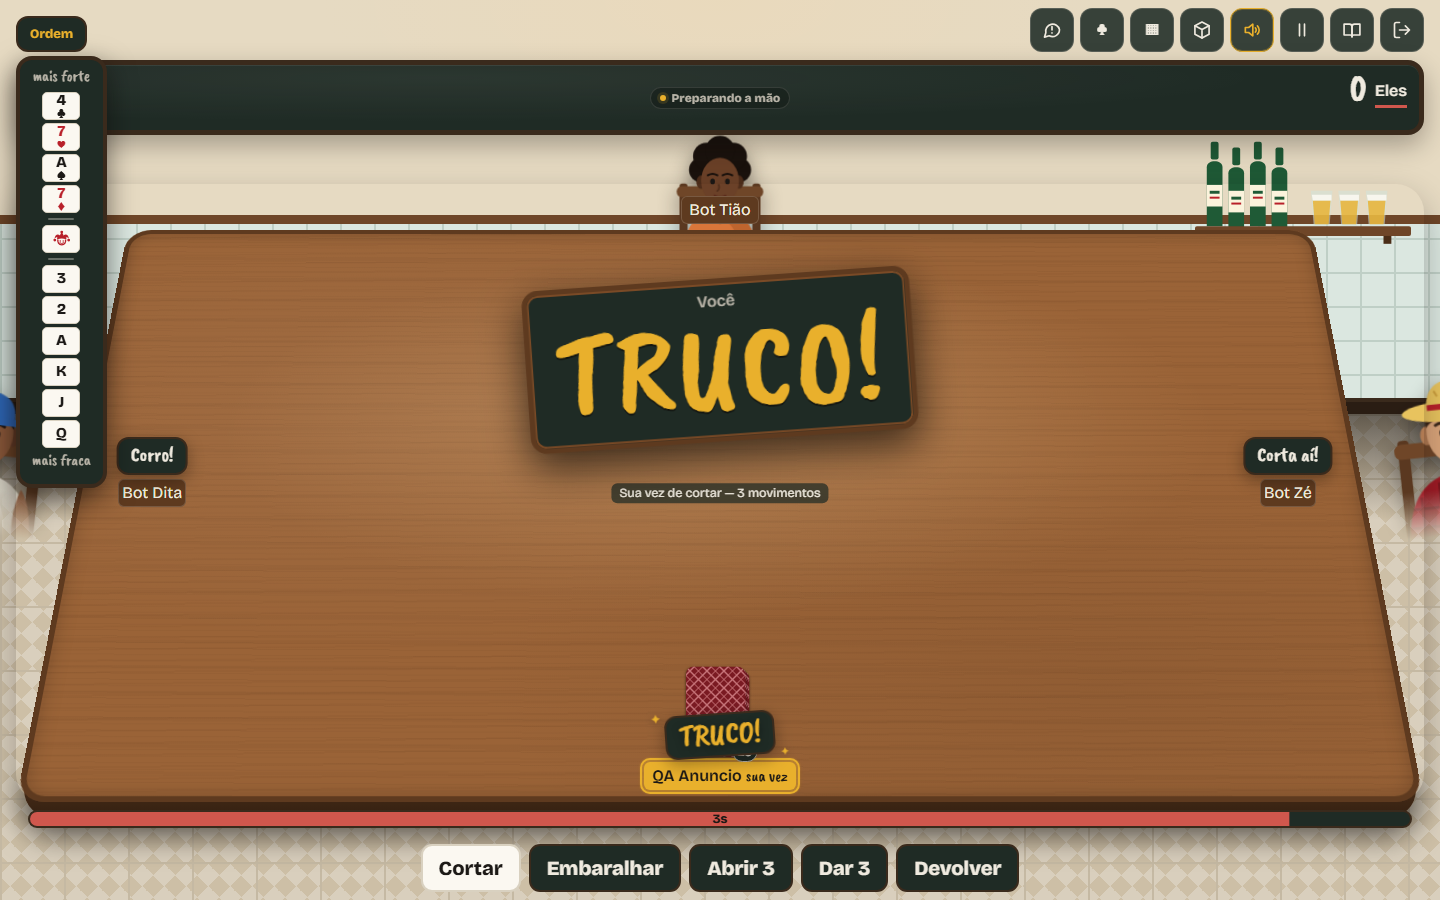 Ordem
mais forte
4
7
A
7
3
2
A
K
J
Q
mais fraca
Preparando a mão
0 Eles
Bot Tião
Você
TRUCO!
Corro!
Bot Dita
Corta aí!
Bot Zé
Sua vez de cortar — 3 movimentos
TRUCO!
QA Anuncio sua vez
3s
Cortar
Embaralhar
Abrir 3
Dar 3
Devolver